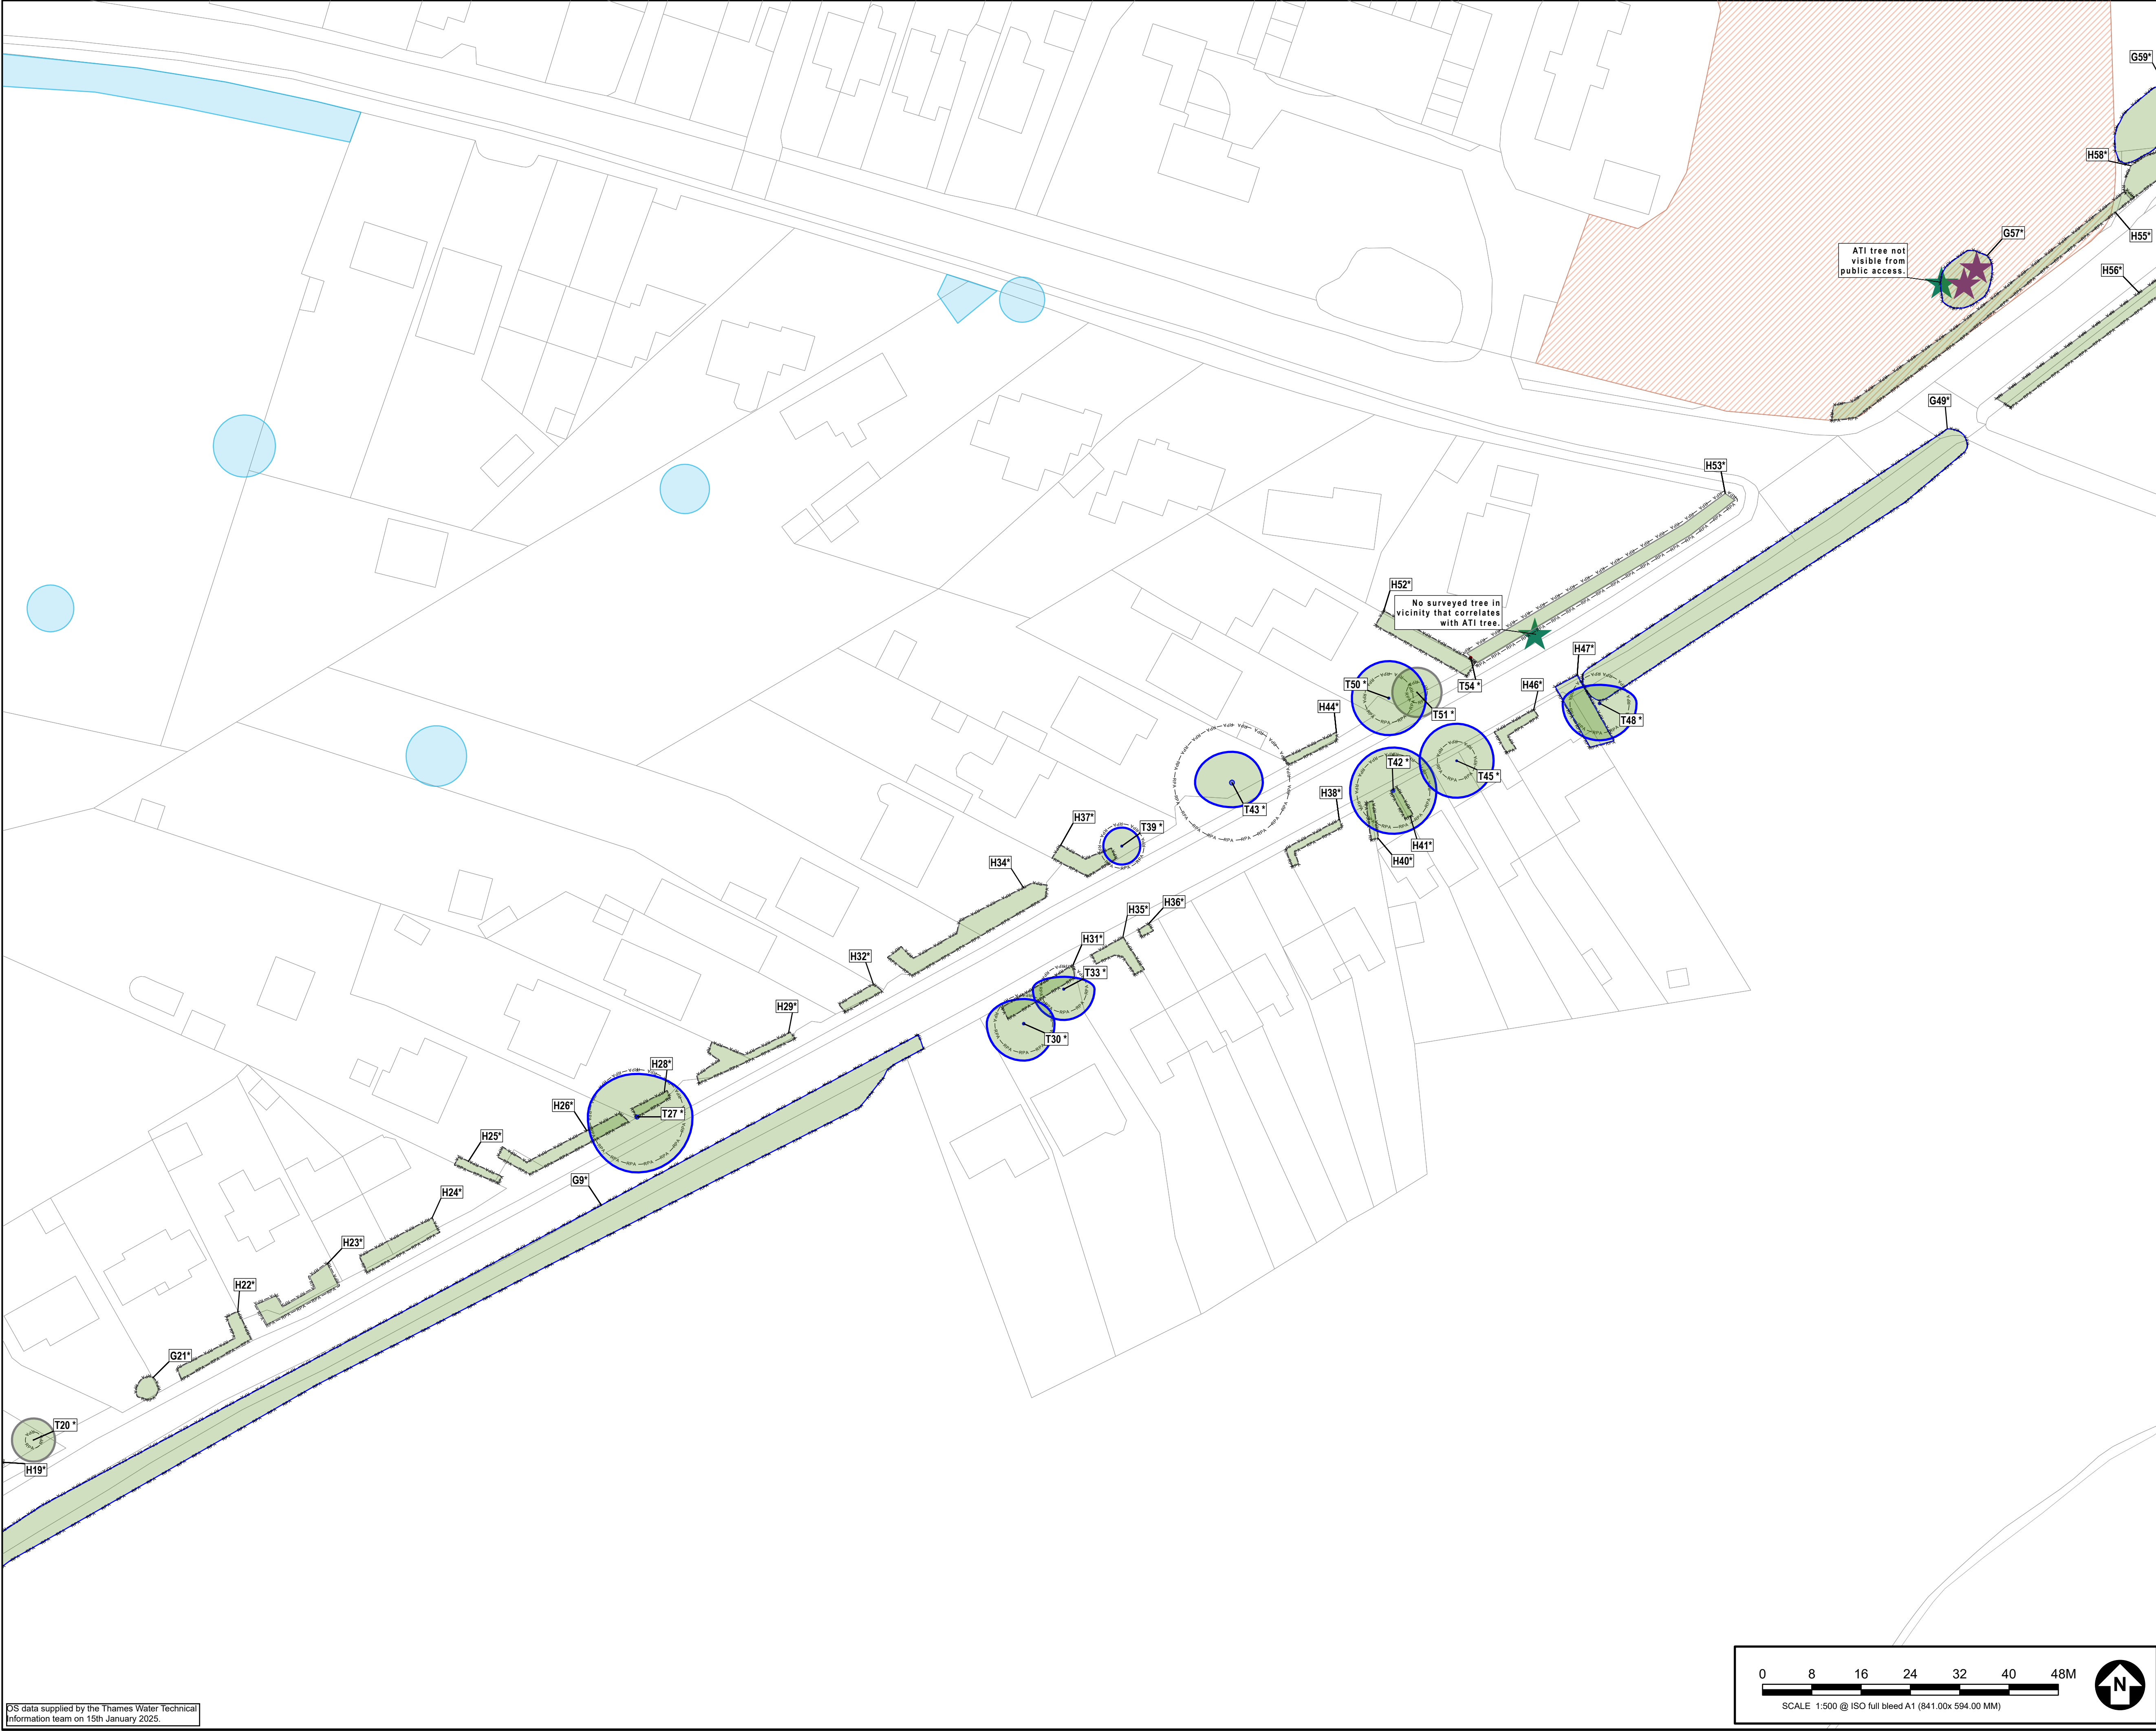 G59*
H58*
H55*
G57*
ATI tree not
visible from
public access.
H56*
G49*
H53*
H52*
No surveyed tree in
vicinity that correlates
with ATI tree.
H47*
T54 *
T50 *
H46*
T51 *
H44*
T48 *
T42 *
T45 *
H38*
T43 *
H37*
T39 *
H41*
H40*
H34*
H36*
H35*
H31*
H32*
T33 *
H29*
T30 *
H28*
H26*
T27 *
H25*
G9*
H24*
H23*
H22*
G21*
T20 *
H19*
0 8 16 24 32 40 48M
SCALE 1:500 @ ISO full bleed A1 (841.00x 594.00 MM)
N
OS data supplied by the Thames Water Technical
Information team on 15th January 2025.